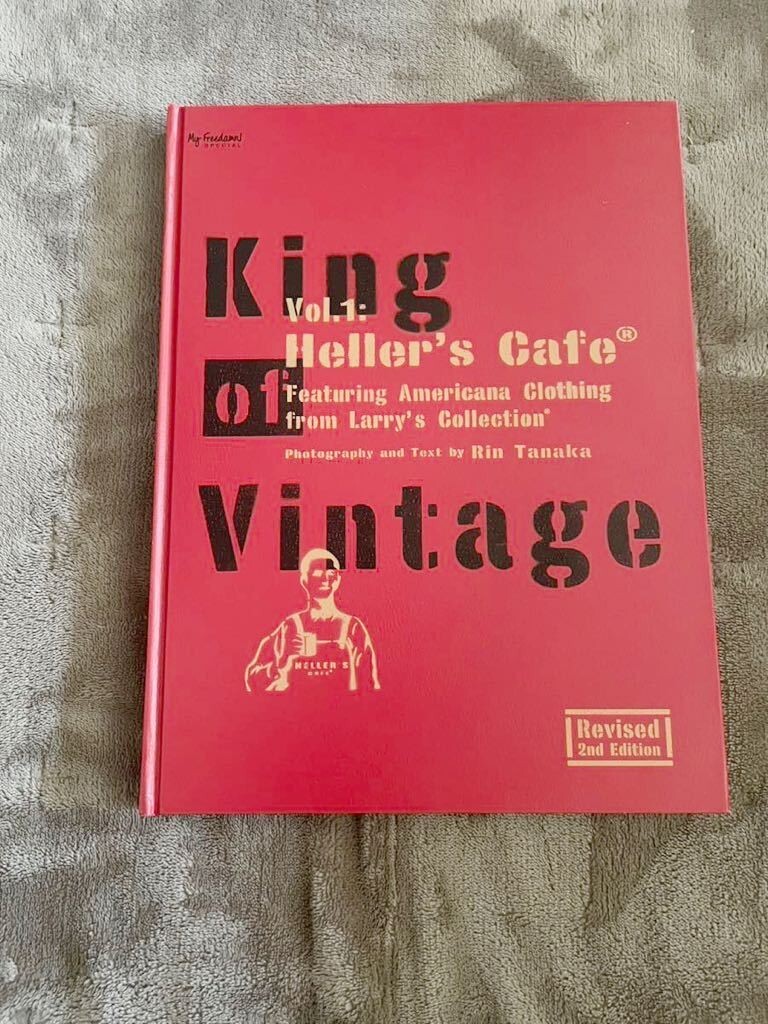 My Freedamn!
SPECIAL
King
Vol.1:
Heller's Cafe®
of
Featuring Americana Clothing
from Larry's Collection®
Photography and Text by Rin Tanaka
Vintage
HELLER'S
CAFE®
Revised
2nd Edition